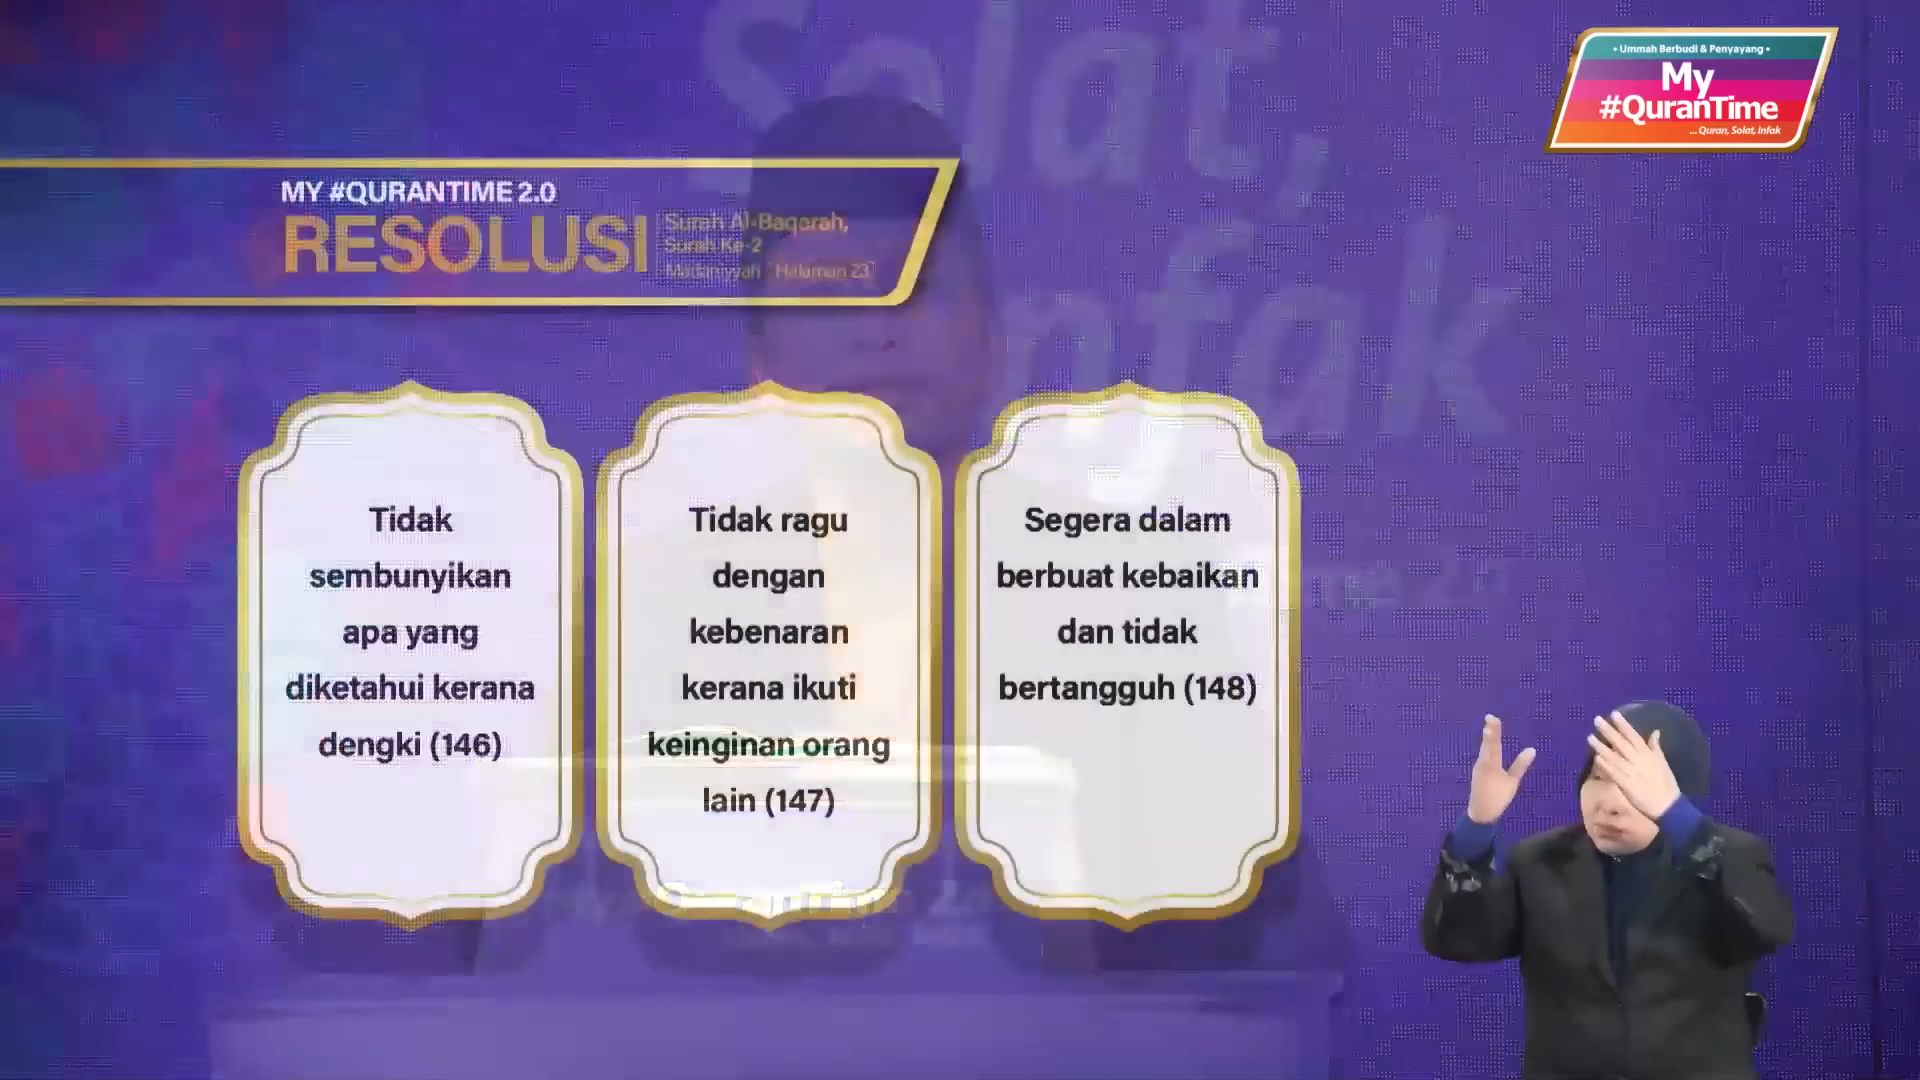 • Ummah Berbudi & Penyayang •
My
#QuranTime
... Quran, Solat, Infak
Solat,
nfak
MY #QURANTIME 2.0
RESOLUSI
Surah Al-Baqarah,
Surah Ke-2
Madaniyyah [Halaman 23]
Tidak
sembunyikan
apa yang
diketahui kerana
dengki (146)
Tidak ragu
dengan
kebenaran
kerana ikuti
keinginan orang
lain (147)
Segera dalam
berbuat kebaikan
dan tidak
bertangguh (148)